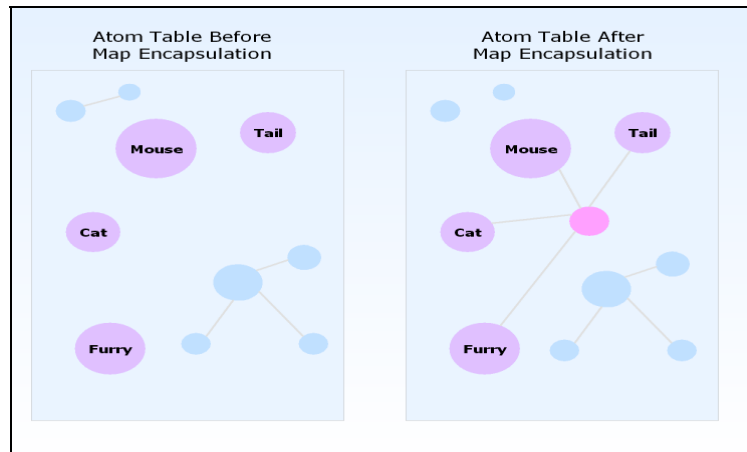 Atom Table Before
Map Encapsulation
Mouse
Tail
Cat
Furry
Atom Table After
Map Encapsulation
Mouse
Tail
Cat
Furry